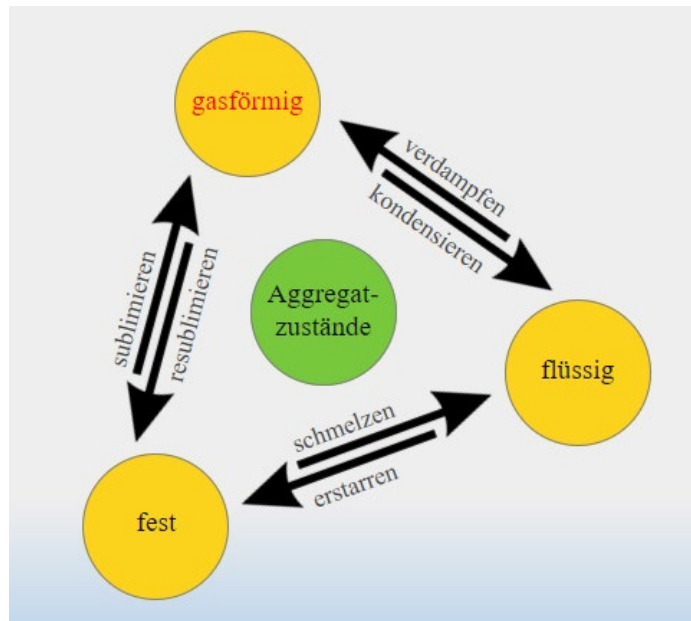 gasförmig
verdampfen
kondensieren
sublimieren
resublimieren
Aggregat-
zustände
flüssig
schmelzen
erstarren
fest